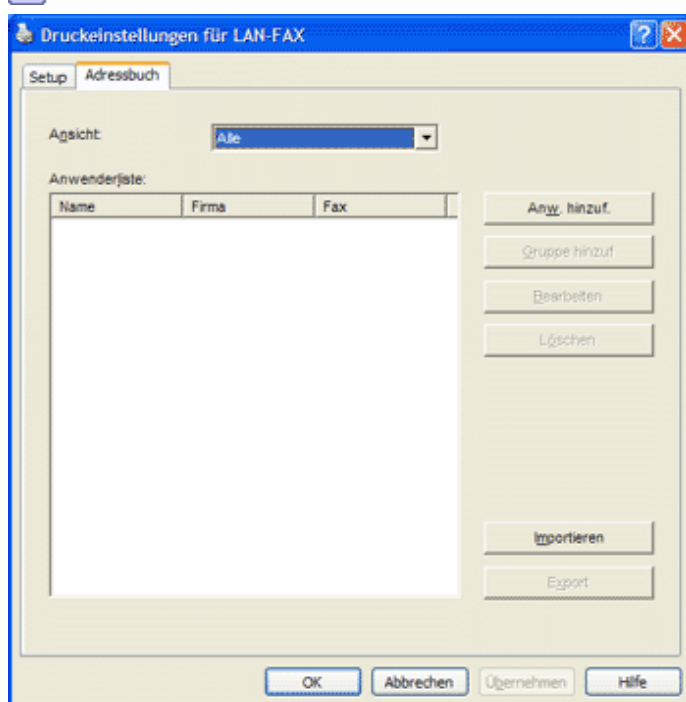 Druckeinstellungen für LAN-FAX
Setup Adressbuch
Ansicht: Alle
Anwenderliste:
Name Firma Fax
Anw. hinzuf.
Gruppe hinzuf
Bearbeiten
Löschen
Importieren
Export
OK Abbrechen Übernehmen Hilfe